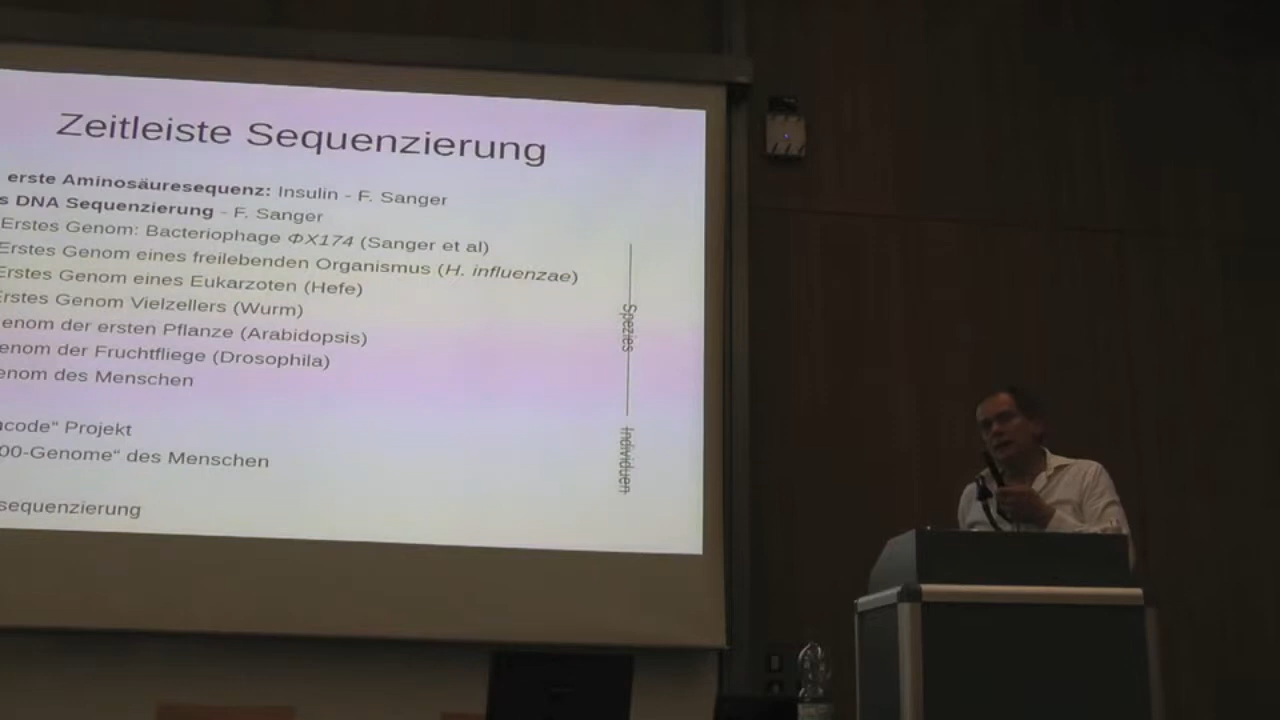 Zeitleiste Sequenzierung
erste Aminosäuresequenz: Insulin - F. Sanger
s DNA Sequenzierung - F. Sanger
Erstes Genom: Bacteriophage ΦX174 (Sanger et al)
Erstes Genom eines freilebenden Organismus (H. influenzae)
Erstes Genom eines Eukarzoten (Hefe)
Erstes Genom Vielzellers (Wurm)
enom der ersten Pflanze (Arabidopsis)
enom der Fruchtfliege (Drosophila)
enom des Menschen
ncode“ Projekt
00-Genome“ des Menschen
sequenzierung
Spezies
Individuen